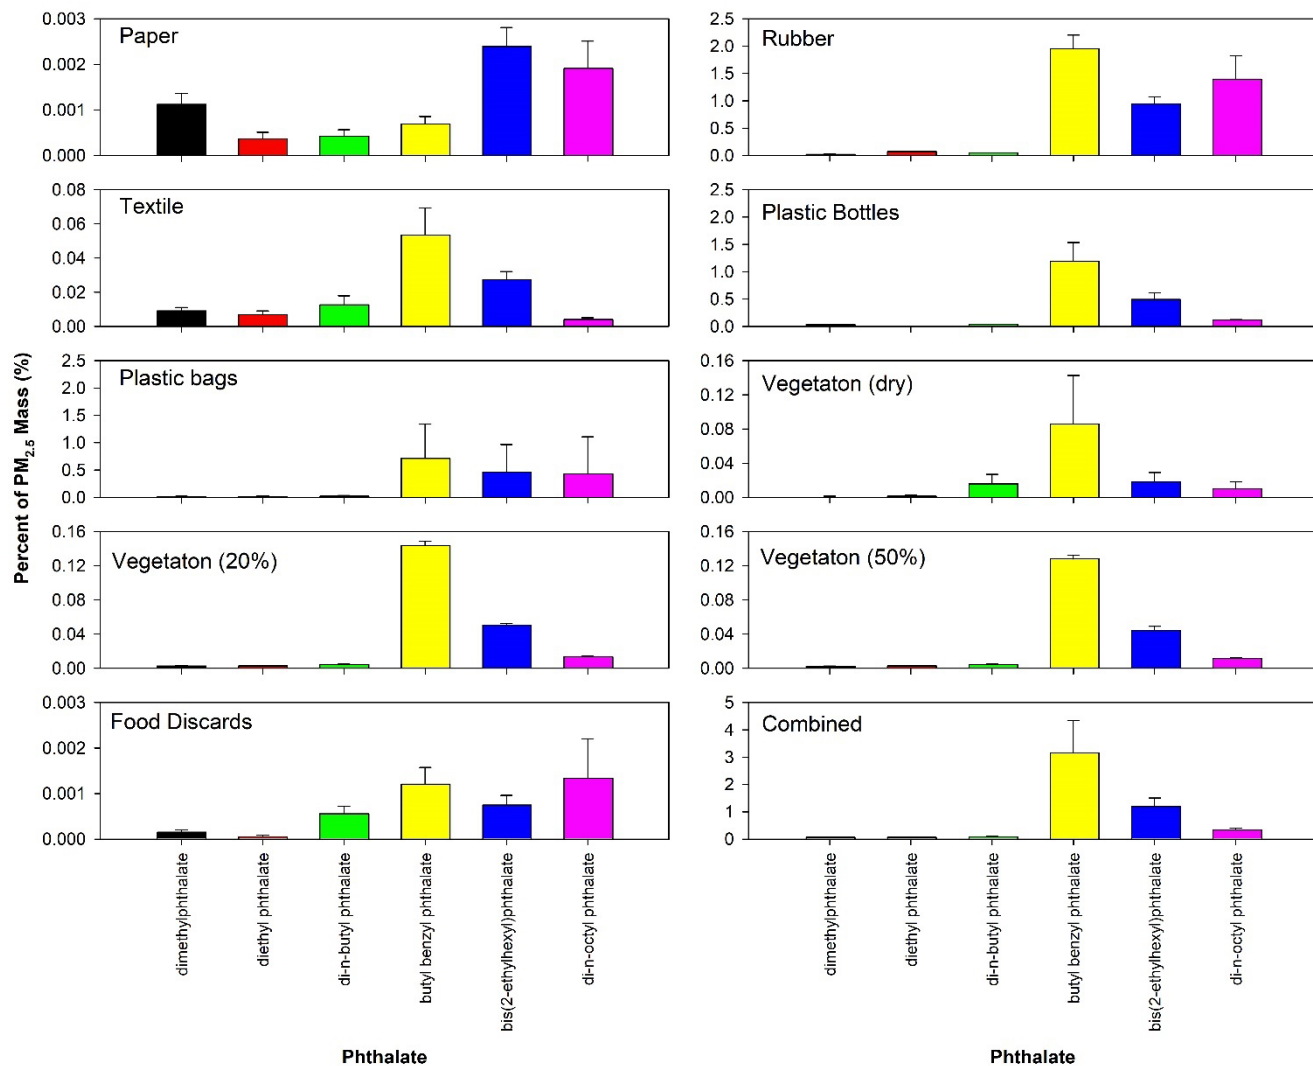 Percent of PM2.5 Mass (%)
Paper
0.003
0.002
0.001
0.000
Rubber
2.5
2.0
1.5
1.0
0.5
0.0
Textile
0.08
0.06
0.04
0.02
0.00
Plastic Bottles
2.5
2.0
1.5
1.0
0.5
0.0
Plastic bags
2.5
2.0
1.5
1.0
0.5
0.0
Vegetaton (dry)
0.16
0.12
0.08
0.04
0.00
Vegetaton (20%)
0.16
0.12
0.08
0.04
0.00
Vegetaton (50%)
0.16
0.12
0.08
0.04
0.00
Food Discards
0.003
0.002
0.001
0.000
Combined
5
4
3
2
1
0
dimethylphthalate
diethyl phthalate
di-n-butyl phthalate
butyl benzyl phthalate
bis(2-ethylhexyl)phthalate
di-n-octyl phthalate
dimethylphthalate
diethyl phthalate
di-n-butyl phthalate
butyl benzyl phthalate
bis(2-ethylhexyl)phthalate
di-n-octyl phthalate
Phthalate
Phthalate